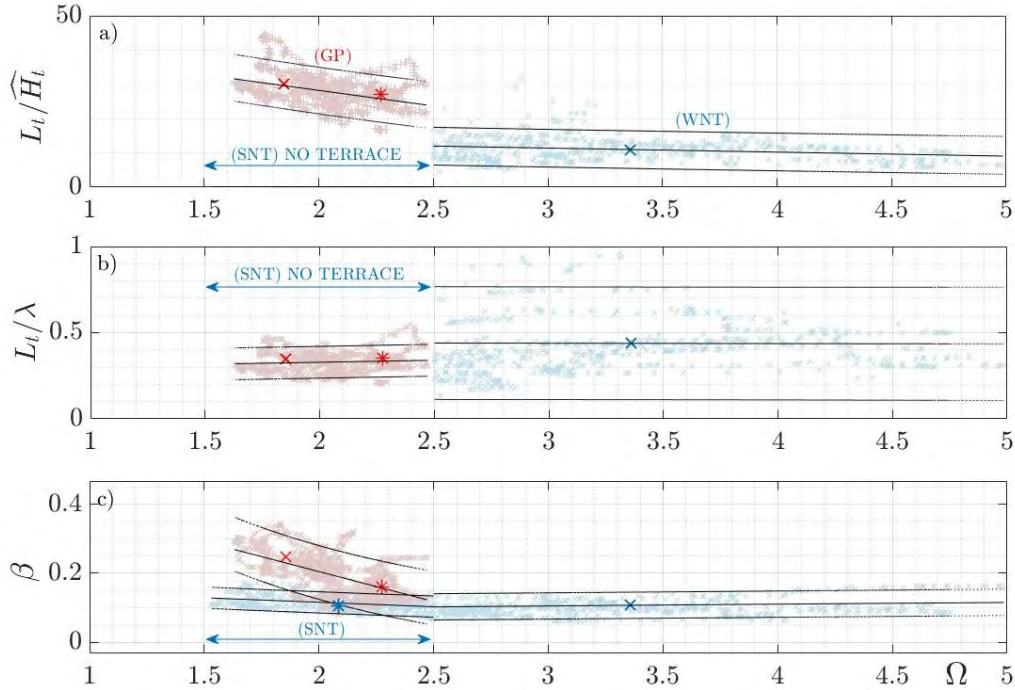 50
a)
(GP)
L_t/\widehat{H_t}
(WNT)
(SNT) NO TERRACE
0
1 1.5 2 2.5 3 3.5 4 4.5 5
1
b)
(SNT) NO TERRACE
L_t/λ
0.5
0
1 1.5 2 2.5 3 3.5 4 4.5 5
c)
0.4
β
0.2
(SNT)
0
1 1.5 2 2.5 3 3.5 4 4.5 Ω 5